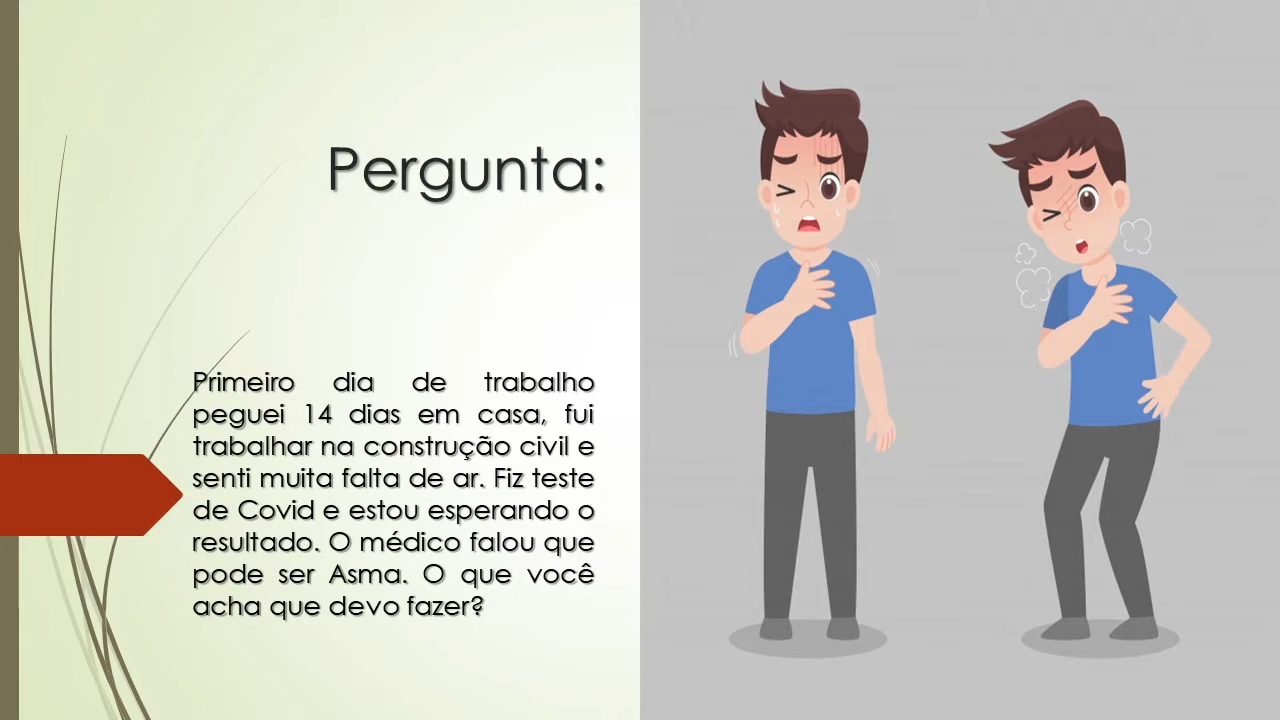 Pergunta:
Primeiro dia de trabalho
peguei 14 dias em casa, fui
trabalhar na construção civil e
senti muita falta de ar. Fiz teste
de Covid e estou esperando o
resultado. O médico falou que
pode ser Asma. O que você
acha que devo fazer?